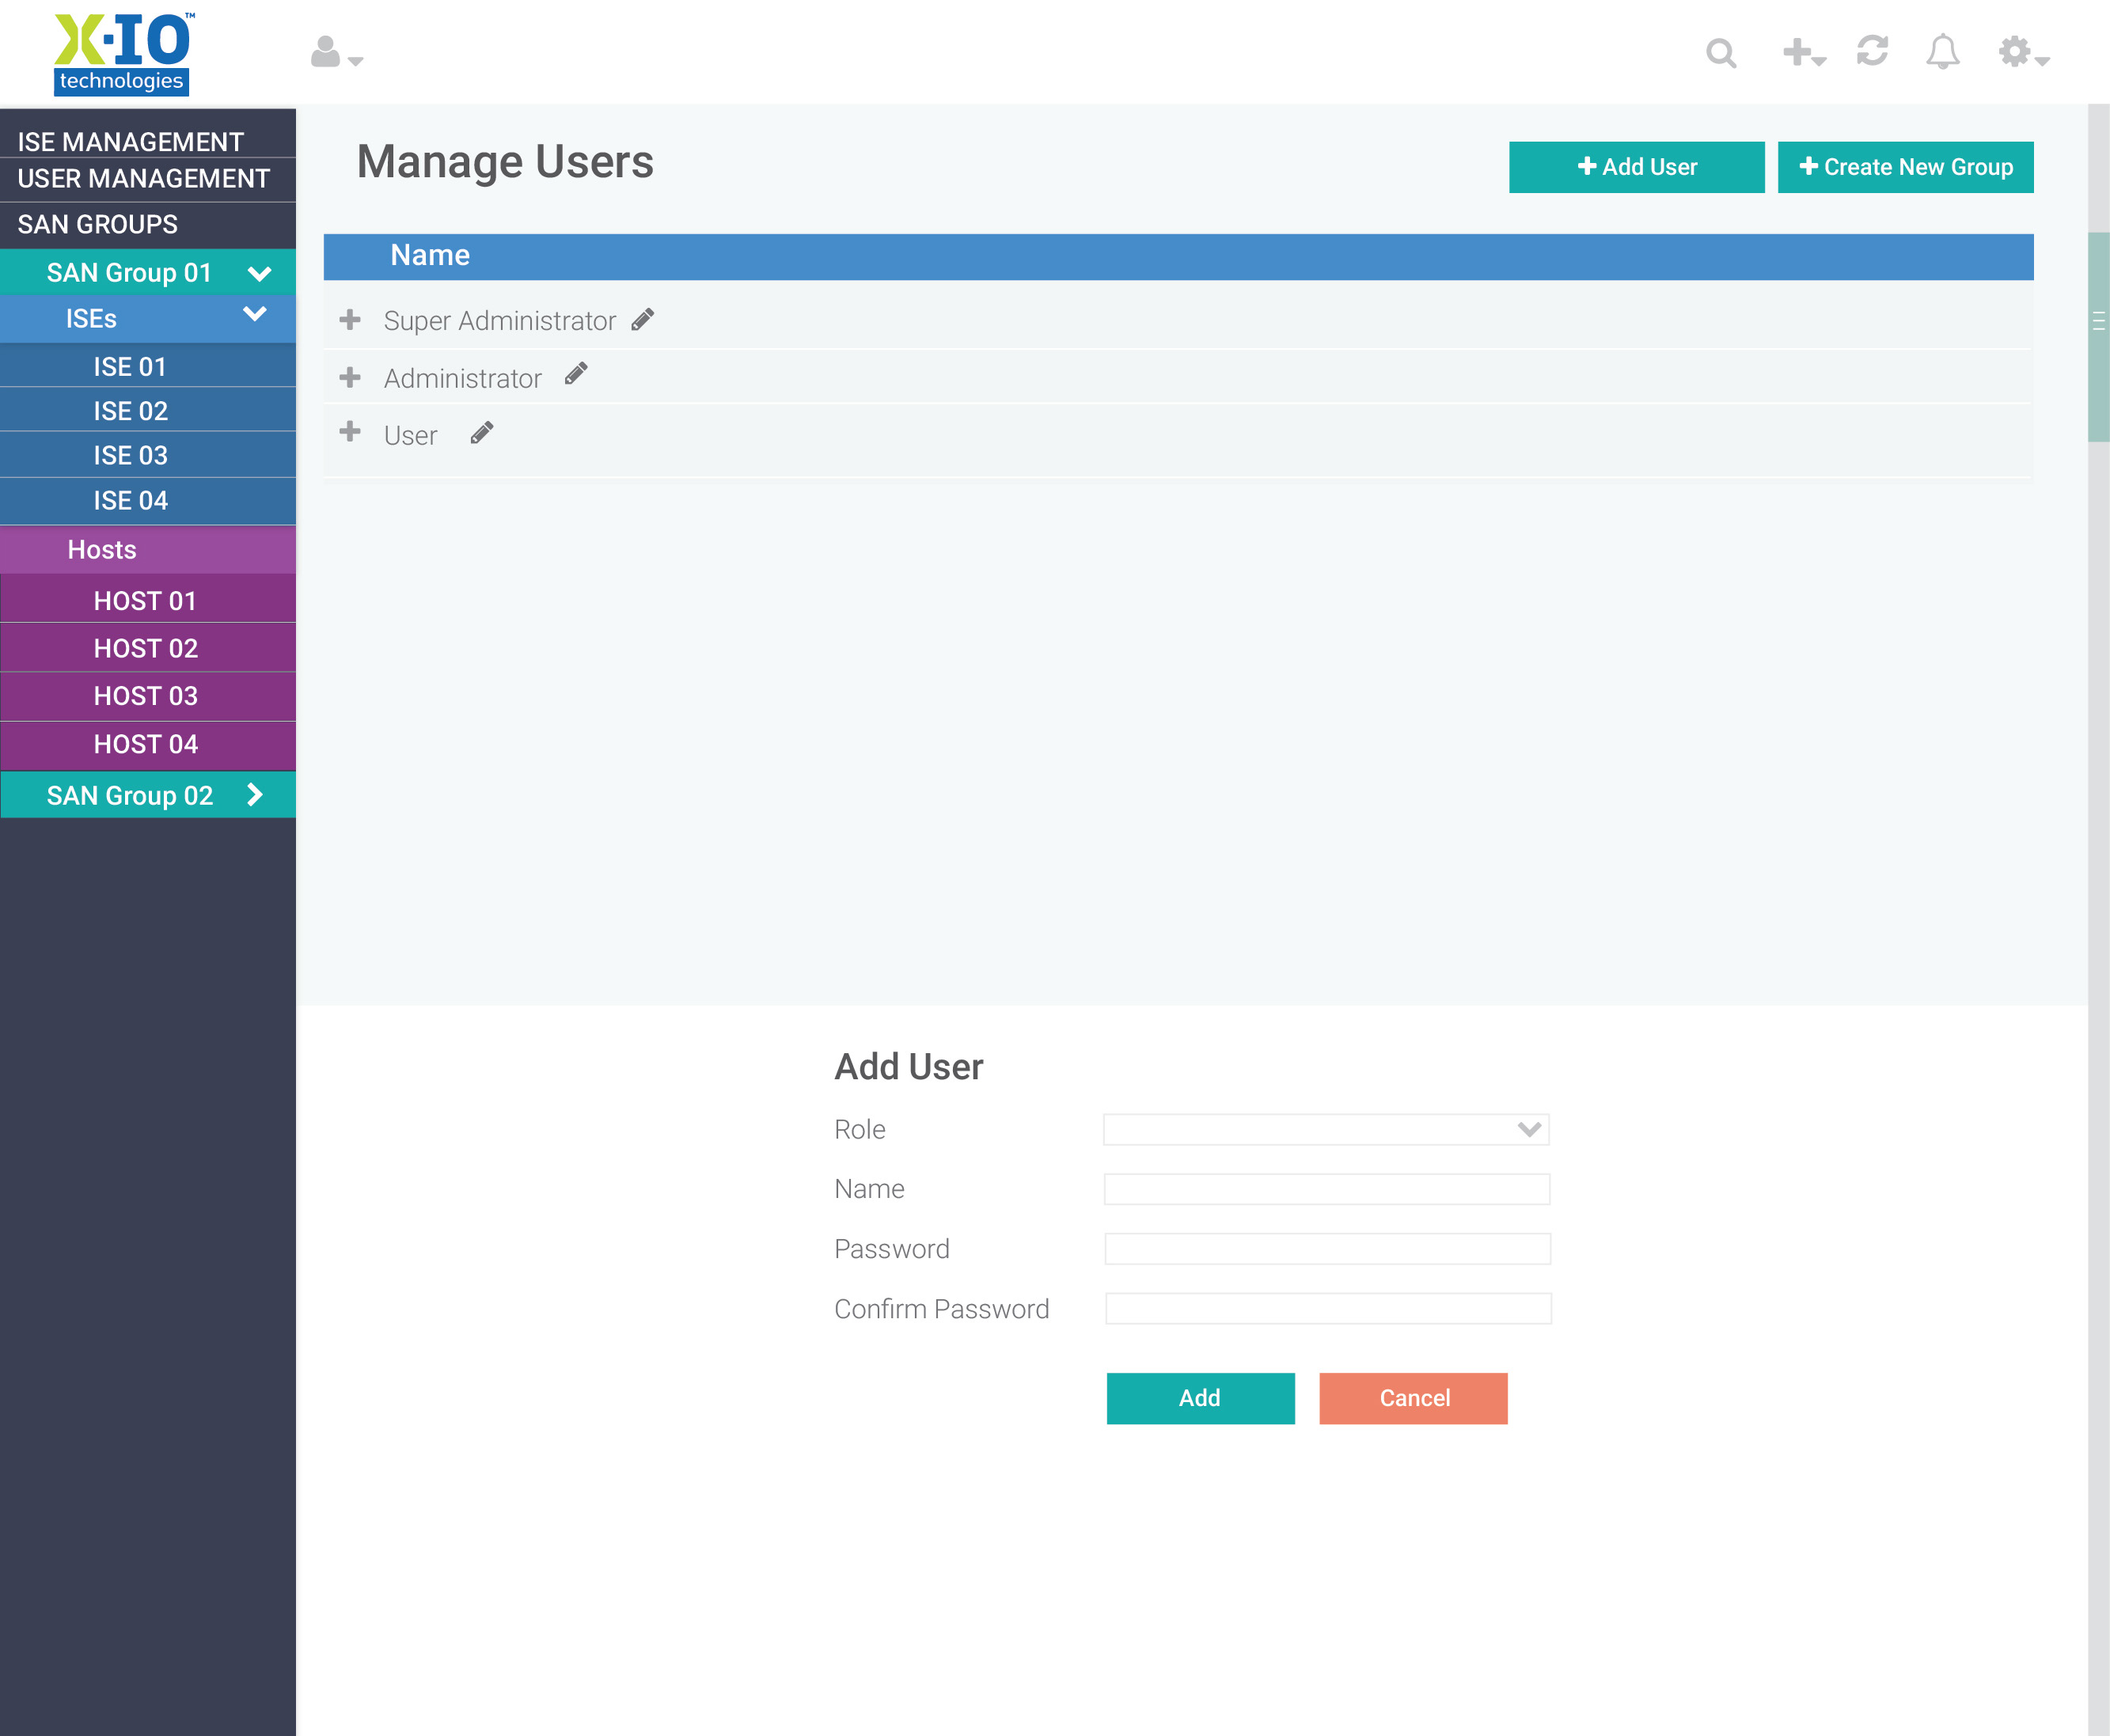 X-IO™
technologies
ISE MANAGEMENT
USER MANAGEMENT
SAN GROUPS
SAN Group 01
ISEs
ISE 01
ISE 02
ISE 03
ISE 04
Hosts
HOST 01
HOST 02
HOST 03
HOST 04
SAN Group 02
Manage Users
Add User
Create New Group
Name
Super Administrator
Administrator
User
Add User
Role
Name
Password
Confirm Password
Add
Cancel